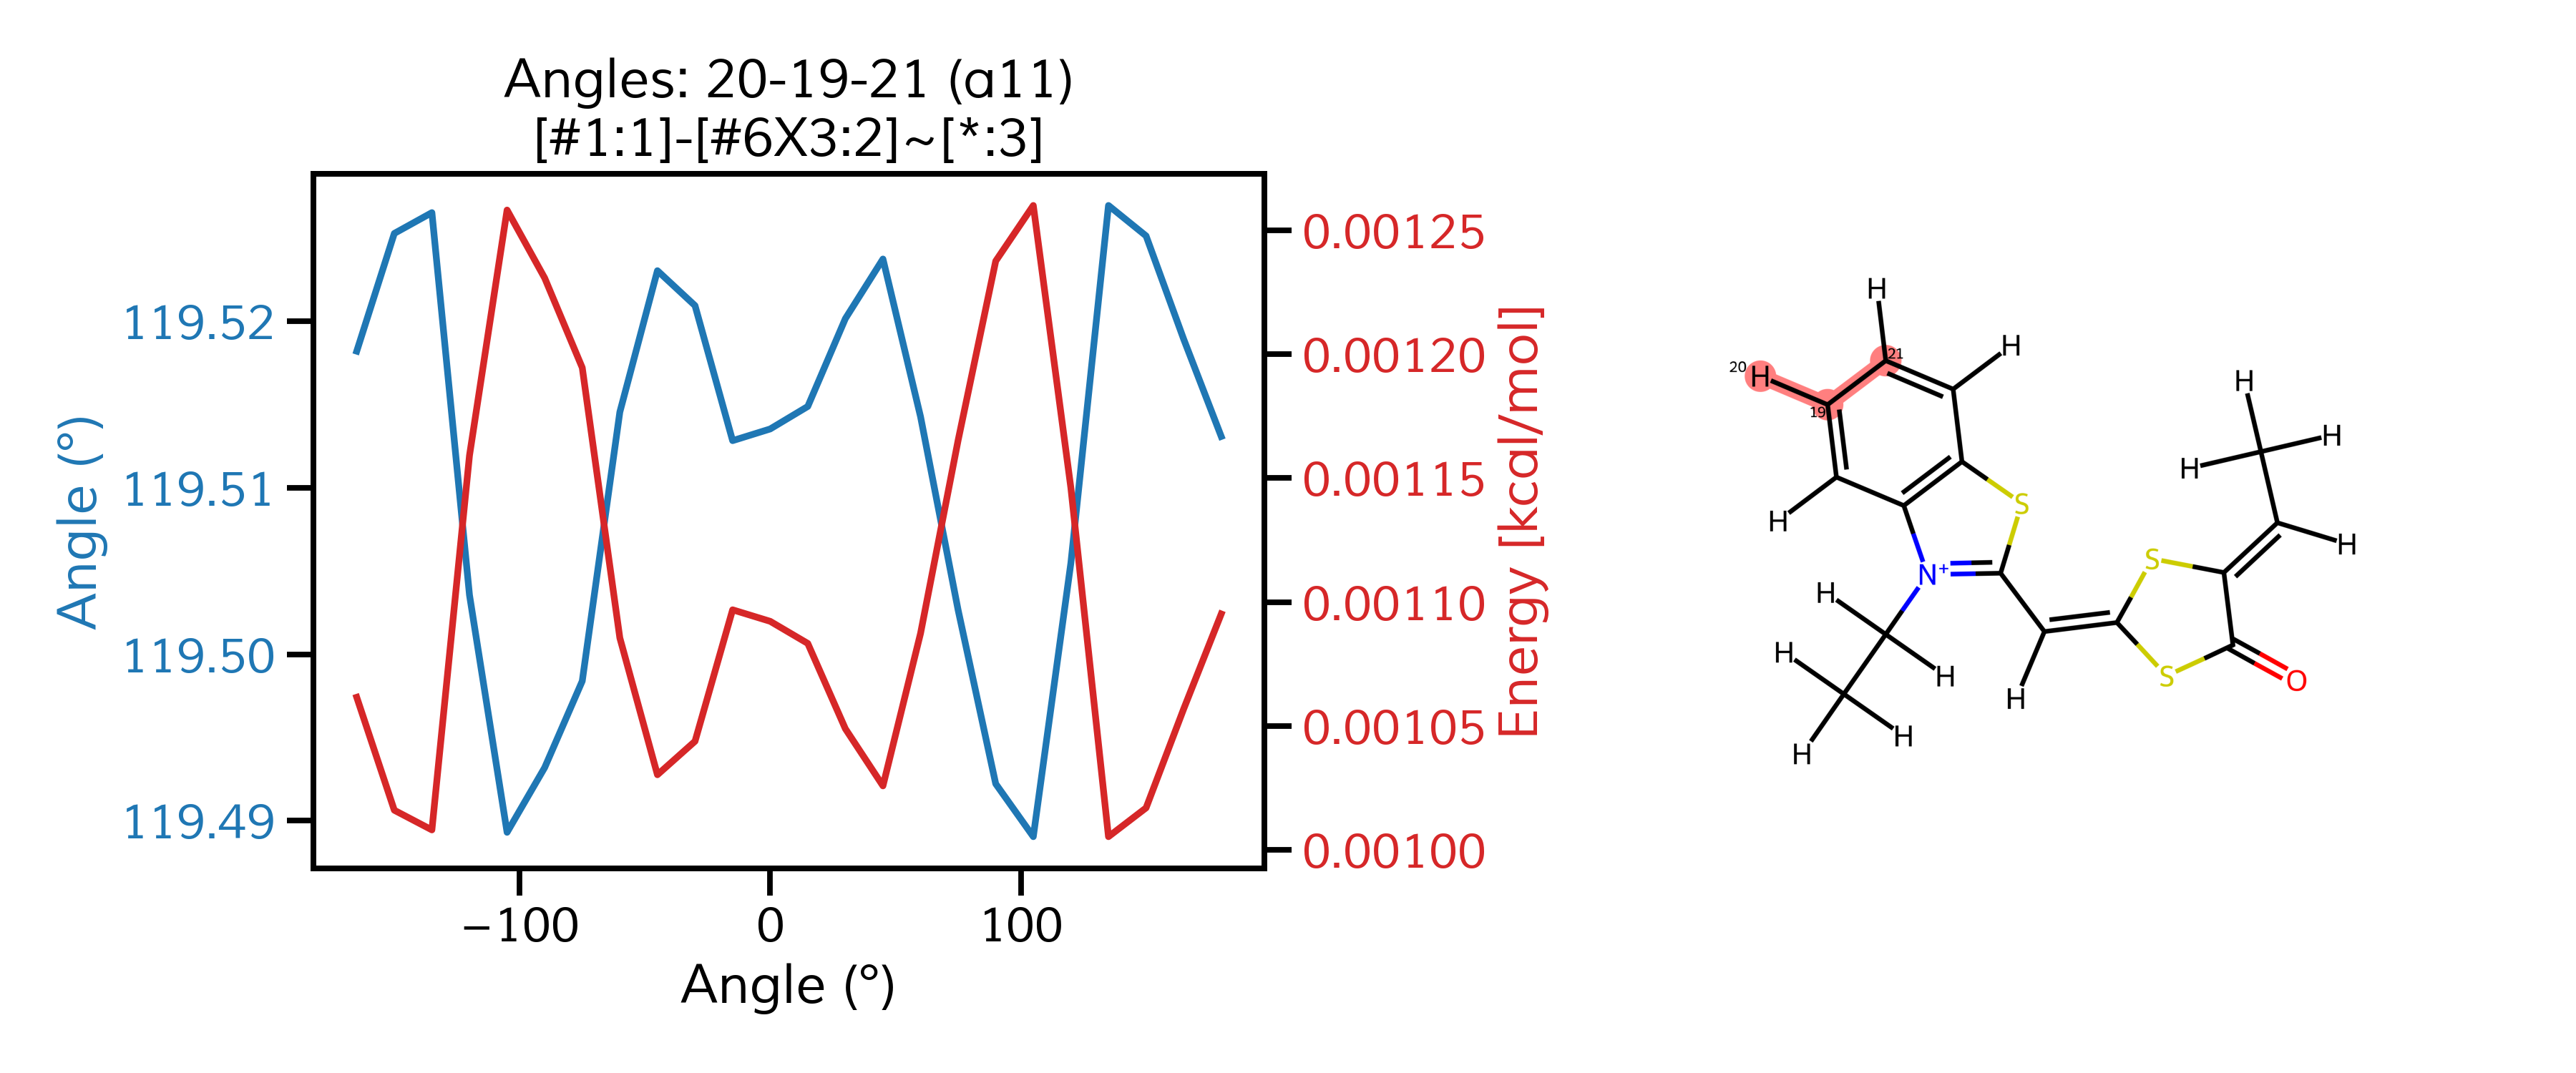 Angles: 20-19-21 (a11)
[#1:1]-[#6X3:2]~[*:3]
119.52
119.51
119.50
119.49
Angle (°)
−100
0
100
Angle (°)
0.00125
0.00120
0.00115
0.00110
0.00105
0.00100
Energy [kcal/mol]
H
H
21
20
H
19
H
H
H
S
H
H
H
S
N⁺
H
H
H
S
O
H
H
H